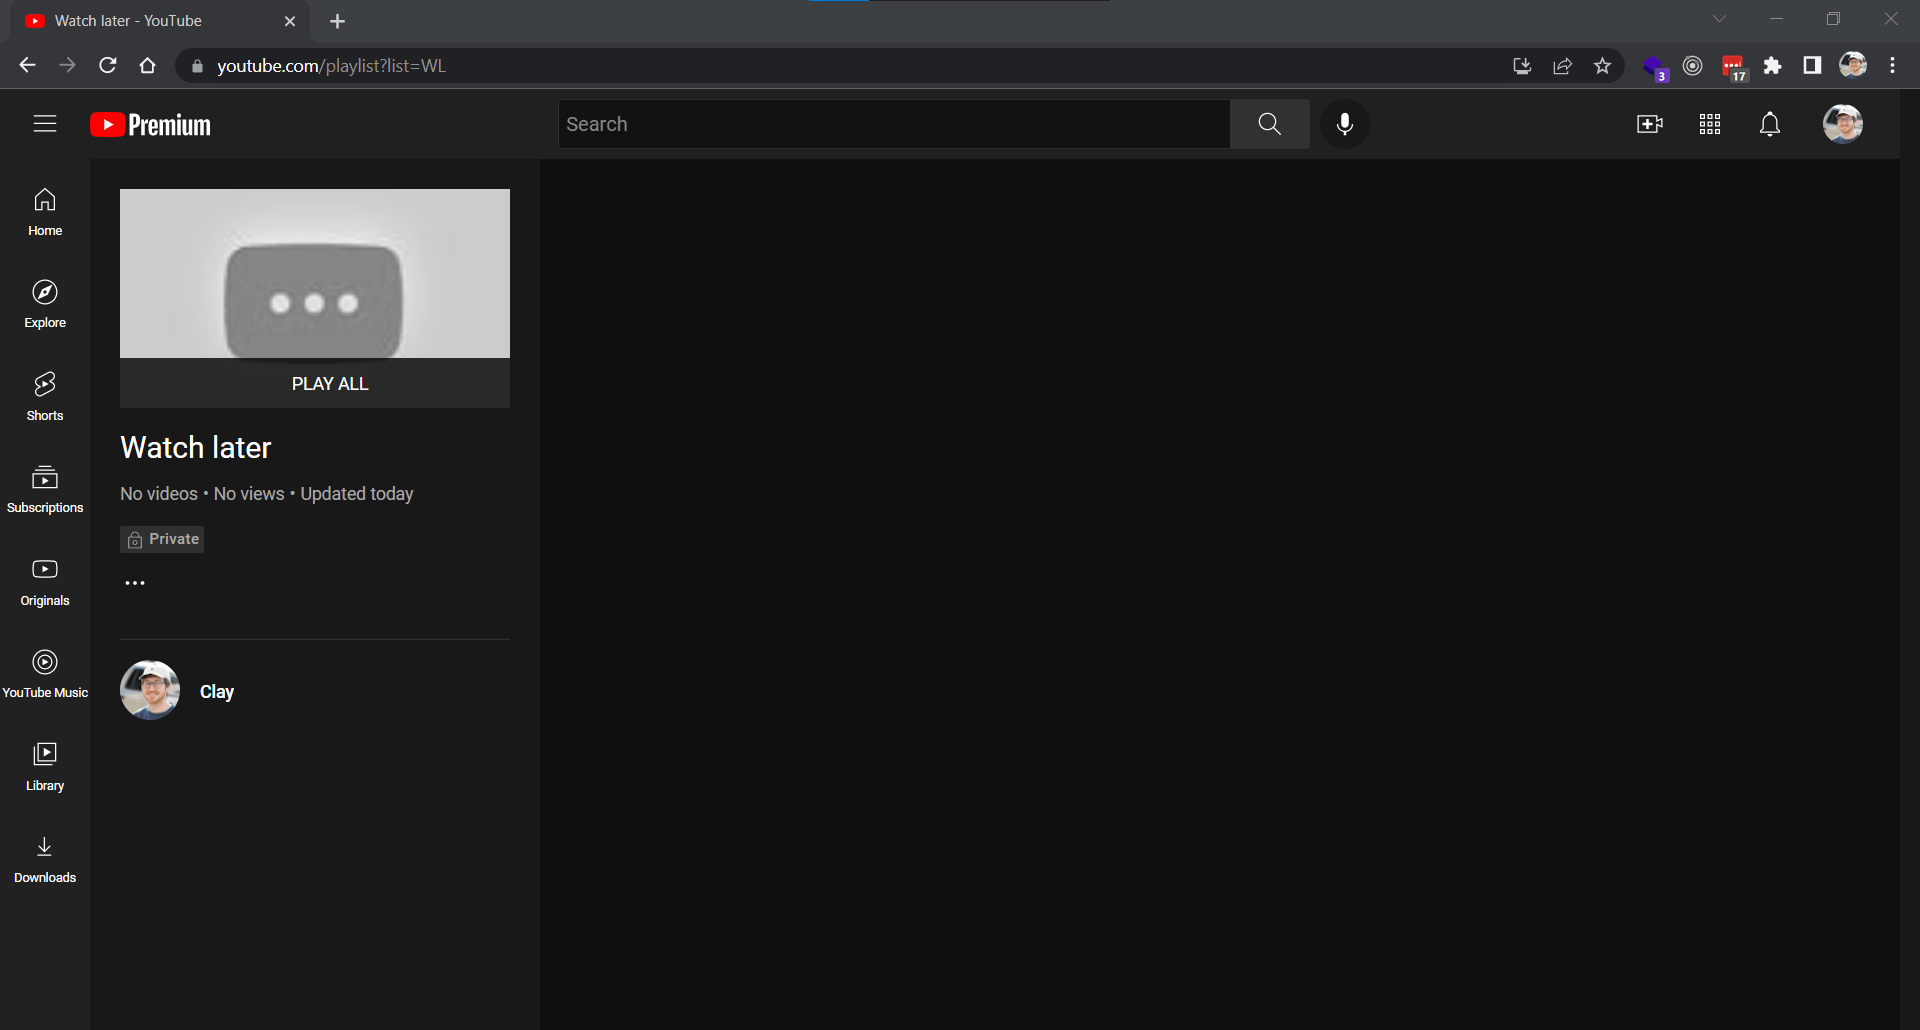 Watch later - YouTube
youtube.com/playlist?list=WL
3
17
Premium
Search
Home
Explore
Shorts
Subscriptions
Originals
YouTube Music
Library
Downloads
PLAY ALL
Watch later
No videos • No views • Updated today
Private
Clay